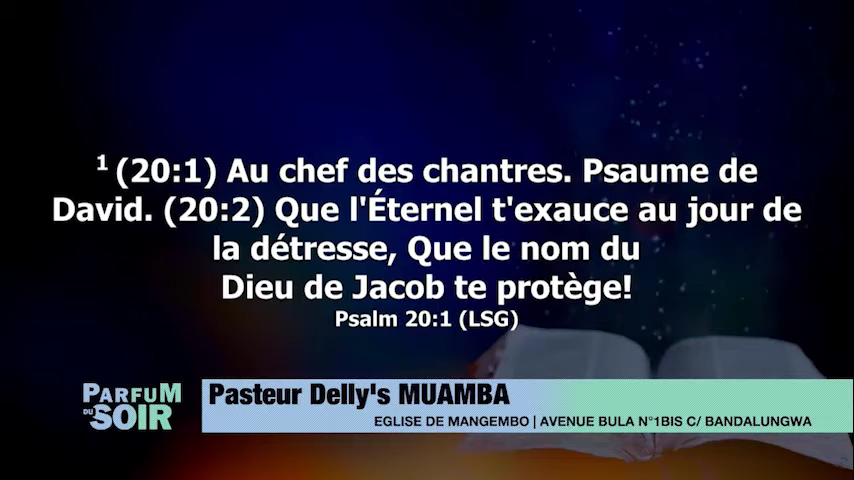 1 (20:1) Au chef des chantres. Psaume de
David. (20:2) Que l'Éternel t'exauce au jour de
la détresse, Que le nom du
Dieu de Jacob te protège!
Psalm 20:1 (LSG)
PARFUM
DU SOIR
Pasteur Delly's MUAMBA
EGLISE DE MANGEMBO | AVENUE BULA N°1BIS C/ BANDALUNGWA